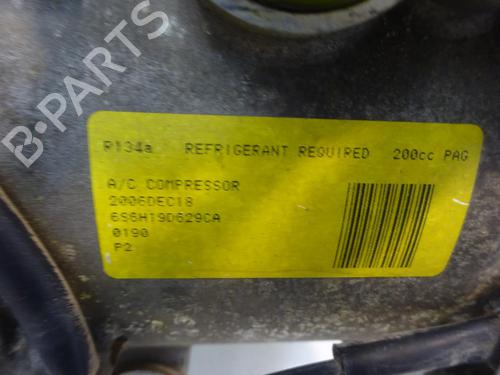 R134a REFRIGERANT REQUIRED 200cc PAG
A/C COMPRESSOR
2006DEC18
6S6H19D629CA
0190
P2
B-PARTS